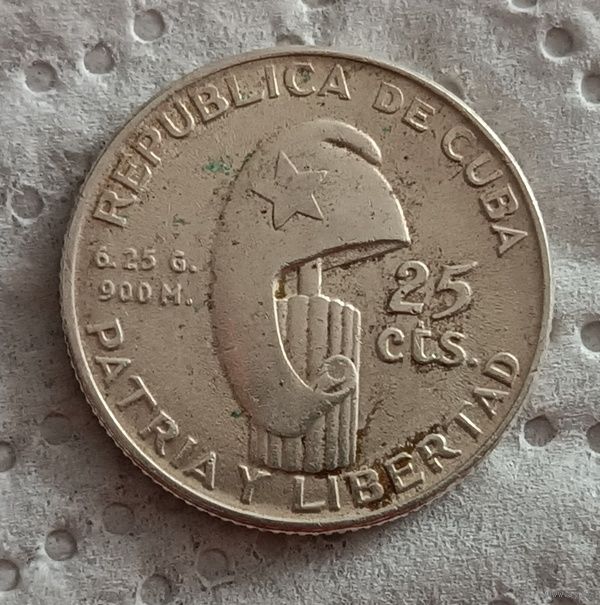 REPUBLICA DE CUBA
6.25 G.
900 M.
25
cts.
PATRIA Y LIBERTAD